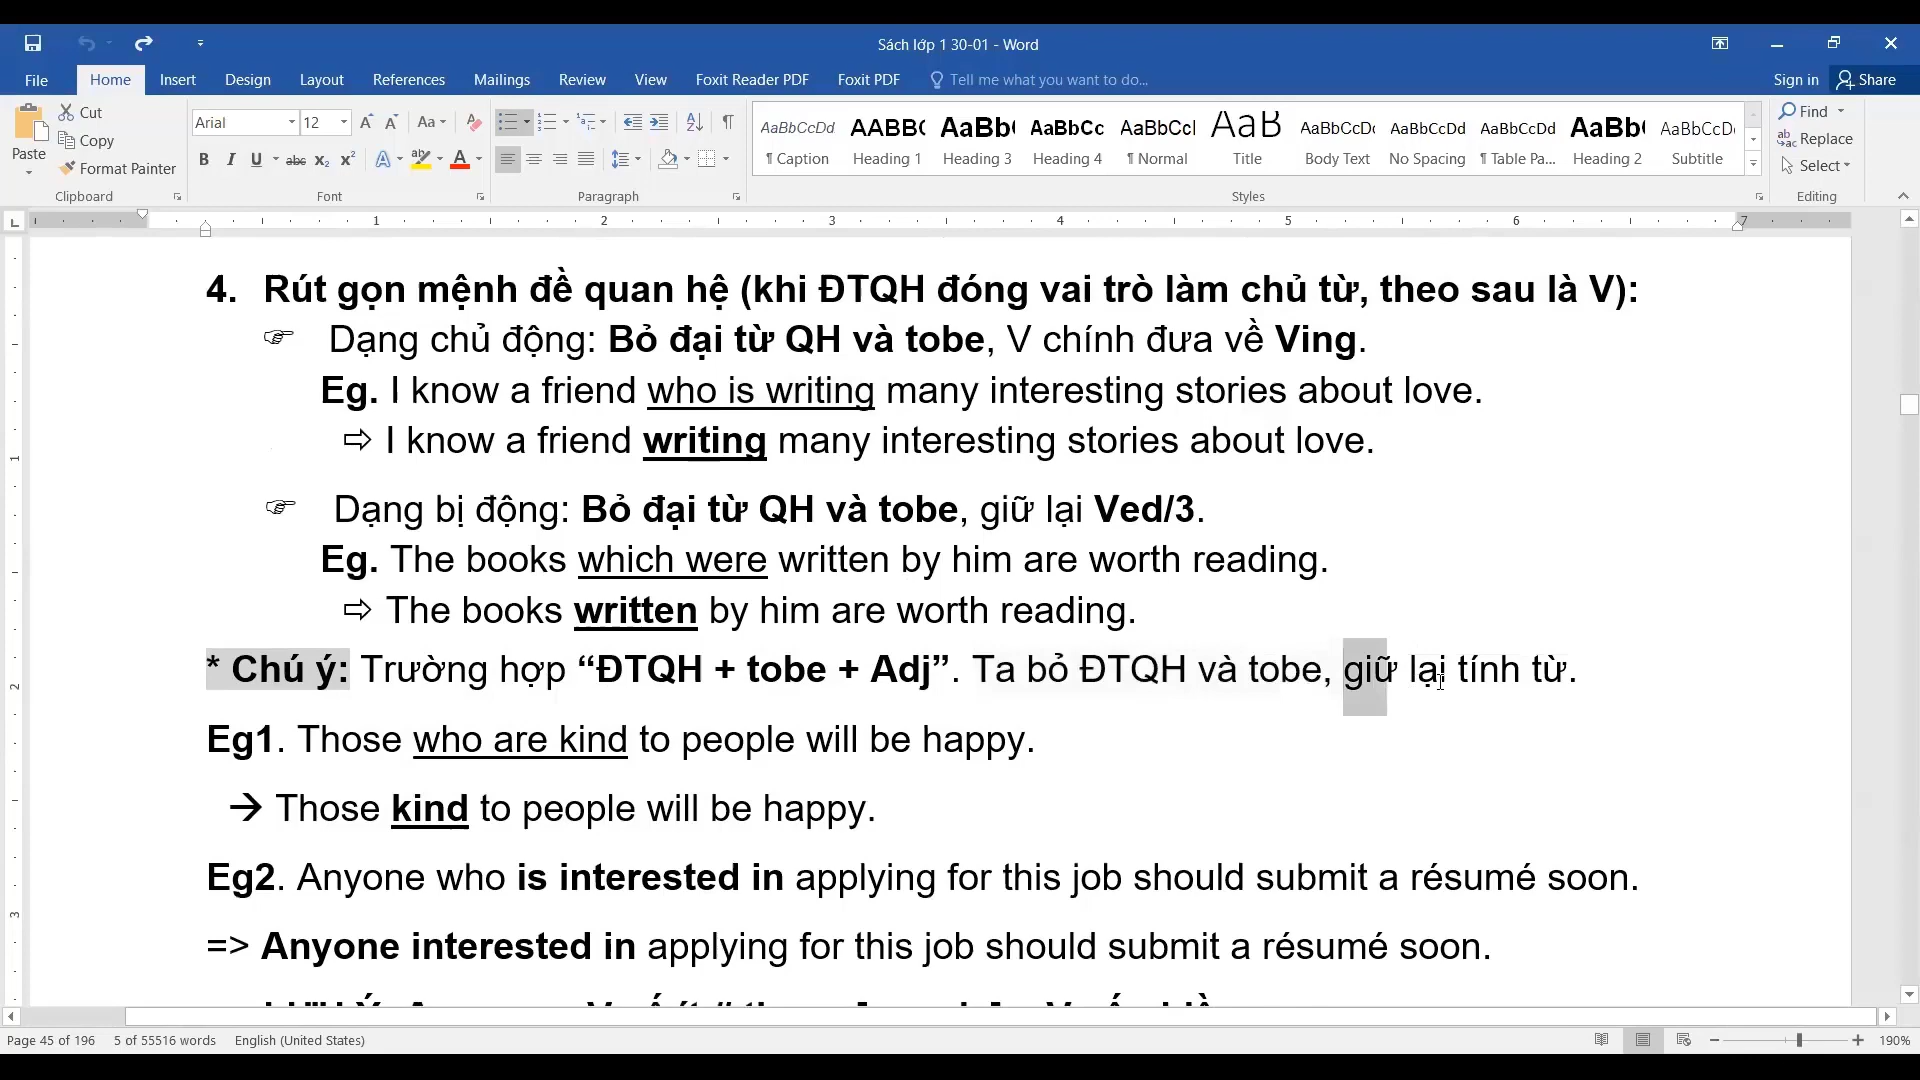 Sách lớp 1 30-01 - Word
File Home Insert Design Layout References Mailings Review View Foxit Reader PDF Foxit PDF Tell me what you want to do... Sign in Share
Paste
Cut
Copy
Format Painter
Clipboard
Arial 12
Font
Paragraph
AaBbCcDd AABBC AaBb( AaBbCc AaBbCcI AaB AaBbCcDc AaBbCcDd AaBbCcDd AaBb( AaBbCcD
¶ Caption Heading 1 Heading 3 Heading 4 ¶ Normal Title Body Text No Spacing ¶ Table Pa... Heading 2 Subtitle
Styles
Find
Replace
Select
Editing
1 2 3 4 5 6 7
4. Rút gọn mệnh đề quan hệ (khi ĐTQH đóng vai trò làm chủ từ, theo sau là V):
☞ Dạng chủ động: Bỏ đại từ QH và tobe, V chính đưa về Ving.
Eg. I know a friend who is writing many interesting stories about love.
⇨ I know a friend writing many interesting stories about love.
☞ Dạng bị động: Bỏ đại từ QH và tobe, giữ lại Ved/3.
Eg. The books which were written by him are worth reading.
⇨ The books written by him are worth reading.
* Chú ý: Trường hợp “ĐTQH + tobe + Adj”. Ta bỏ ĐTQH và tobe, giữ lại tính từ.
Eg1. Those who are kind to people will be happy.
→ Those kind to people will be happy.
Eg2. Anyone who is interested in applying for this job should submit a résumé soon.
=> Anyone interested in applying for this job should submit a résumé soon.
Page 45 of 196 5 of 55516 words English (United States) 190%